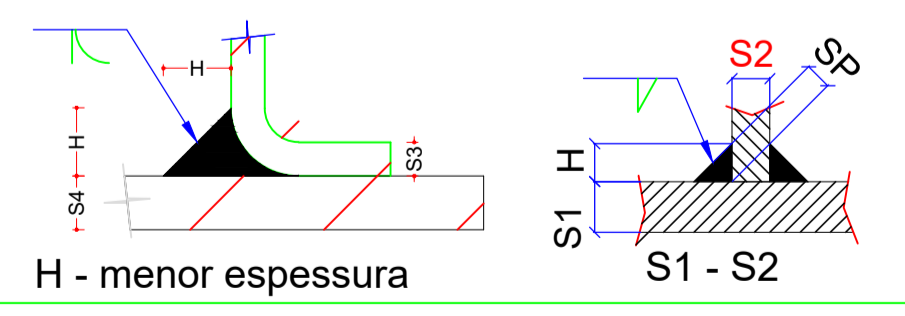 H
H
S4
S3
H - menor espessura
S2
SP
H
S1
S1 - S2